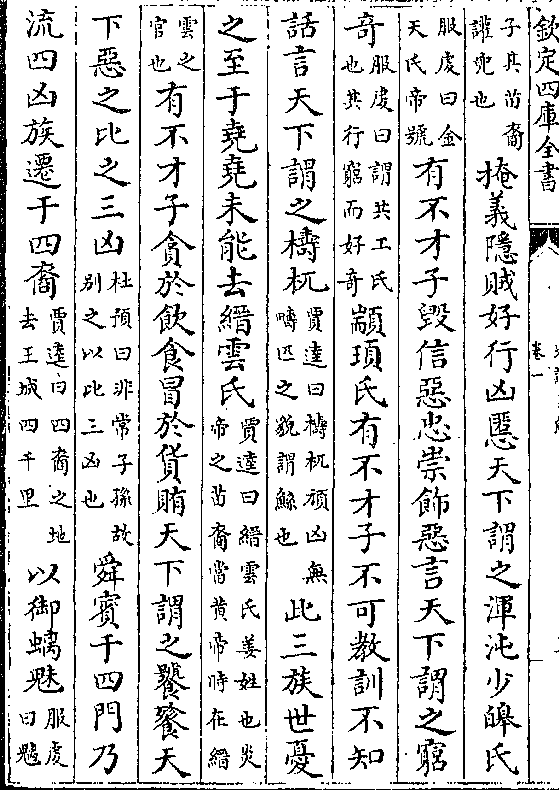 欽定四庫全書
卷一
子其苗裔
讙兜也
掩義隱賊好行凶慝天下謂之渾沌少皥氏
服虔曰金
天氏帝號
有不才子毀信惡忠崇飾惡言天下謂之窮
奇
服虔曰謂共工氏
也其行窮而好奇
顓頊氏有不才子不可教訓不知
話言天下謂之檮杌
賈逵曰檮杌頑凶無
疇匹之貌謂鯀也
此三族世憂
之至于堯堯未能去縉雲氏
賈逵曰縉雲氏姜姓也炎
帝之苗裔當黄帝時在縉
雲之
官也
有不才子貪於飲食冒於貨賄天下謂之饕餮天
下惡之比之三凶
杜預曰非常子孫故
别之以比三凶也
舜賓于四門乃
流四凶族遷于四裔
賈逵曰四裔之地
去王城四千里
以御螭魅
服虔
曰魑